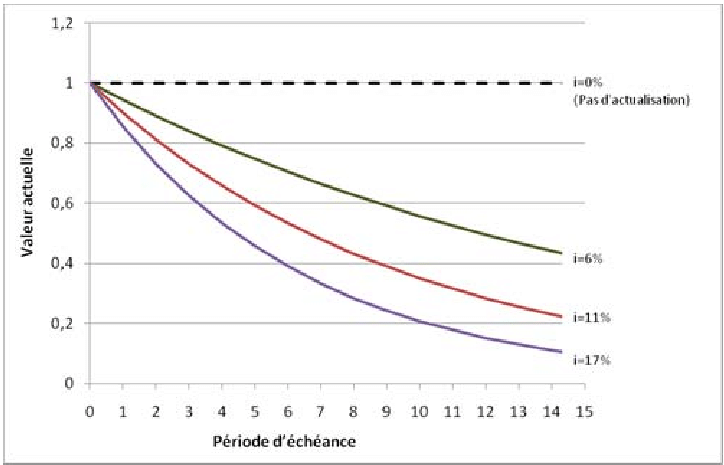 1,2
1
0,8
0,6
0,4
0,2
0
Valeur actuelle
i=0%
(Pas d'actualisation)
i=6%
i=11%
i=17%
0 1 2 3 4 5 6 7 8 9 10 11 12 13 14 15
Période d'échéance